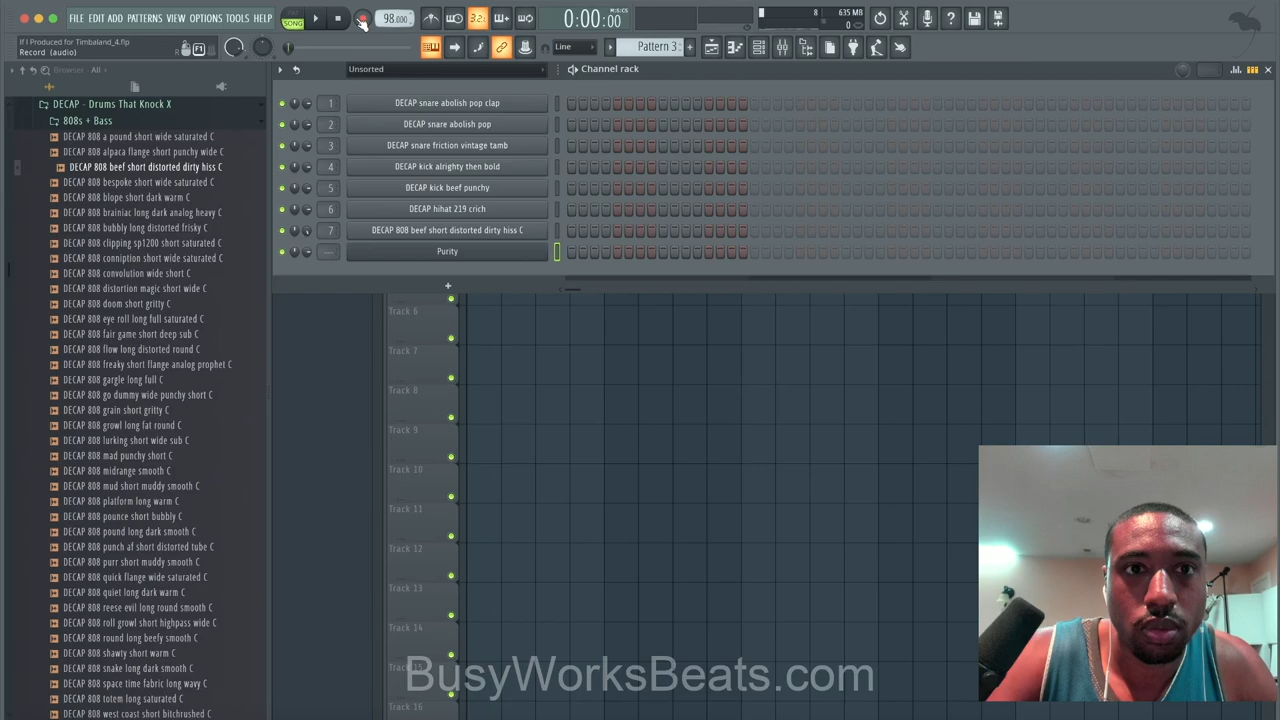 FILE EDIT ADD PATTERNS VIEW OPTIONS TOOLS HELP
SONG
98.000
3 2 :
0:00:00
8
635 MB
0
If I Produced for Timbaland_4.flp
Record (audio)
F1
Line
Pattern 3
Browser - All
Unsorted
Channel rack
DECAP - Drums That Knock X
808s + Bass
DECAP 808 a pound short wide saturated C
DECAP 808 alpaca flange short punchy wide C
DECAP 808 beef short distorted dirty hiss C
DECAP 808 bespoke short wide saturated C
DECAP 808 blope short dark warm C
DECAP 808 brainiac long dark analog heavy C
DECAP 808 bubbly long distorted frisky C
DECAP 808 clipping sp1200 short saturated C
DECAP 808 conniption short wide saturated C
DECAP 808 convolution wide short C
DECAP 808 distortion magic short wide C
DECAP 808 doom short gritty C
DECAP 808 eye roll long full saturated C
DECAP 808 fair game short deep sub C
DECAP 808 flow long distorted round C
DECAP 808 freaky short flange analog prophet C
DECAP 808 gargle long full C
DECAP 808 go dummy wide punchy short C
DECAP 808 grain short gritty C
DECAP 808 growl long fat round C
DECAP 808 lurking short wide sub C
DECAP 808 mad punchy short C
DECAP 808 midrange smooth C
DECAP 808 mud short muddy smooth C
DECAP 808 platform long warm C
DECAP 808 pounce short bubbly C
DECAP 808 pound long dark smooth C
DECAP 808 punch af short distorted tube C
DECAP 808 purr short muddy smooth C
DECAP 808 quick flange wide saturated C
DECAP 808 quiet long dark warm C
DECAP 808 reese evil long round smooth C
DECAP 808 roll growl short highpass wide C
DECAP 808 round long beefy smooth C
DECAP 808 shawty short warm C
DECAP 808 snake long dark smooth C
DECAP 808 space time fabric long wavy C
DECAP 808 totem long saturated C
DECAP 808 west coast short bitcrushed C
1 DECAP snare abolish pop clap
2 DECAP snare abolish pop
3 DECAP snare friction vintage tamb
4 DECAP kick alrighty then bold
5 DECAP kick beef punchy
6 DECAP hihat 219 crich
7 DECAP 808 beef short distorted dirty hiss C
--- Purity
+
Track 6
Track 7
Track 8
Track 9
Track 10
Track 11
Track 12
Track 13
Track 14
Track 16
BusyWorksBeats.com